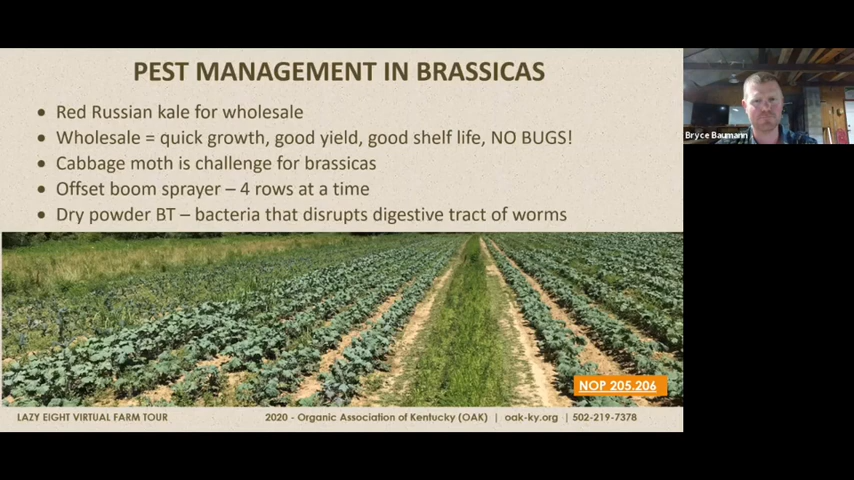 PEST MANAGEMENT IN BRASSICAS
• Red Russian kale for wholesale
• Wholesale = quick growth, good yield, good shelf life, NO BUGS!
• Cabbage moth is challenge for brassicas
• Offset boom sprayer – 4 rows at a time
• Dry powder BT – bacteria that disrupts digestive tract of worms
Bryce Baumann
NOP 205.206
LAZY EIGHT VIRTUAL FARM TOUR
2020 - Organic Association of Kentucky (OAK) | oak-ky.org | 502-219-7378